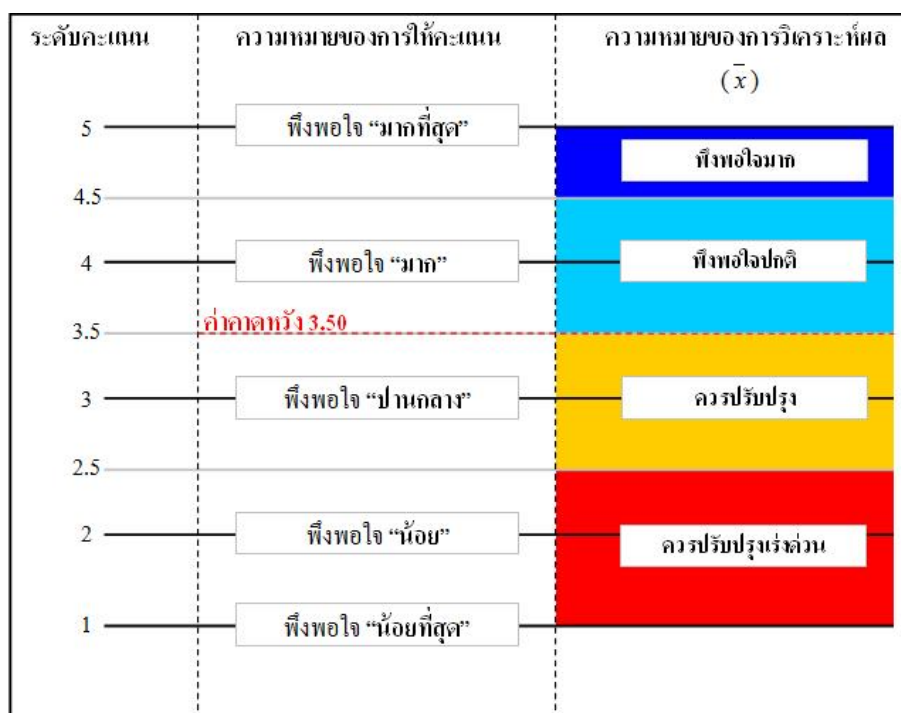 ระดับคะแนน ความหมายของการให้คะแนน ความหมายของการวิเคราะห์ผล
(x̄)
5 พึงพอใจ “มากที่สุด”
พึงพอใจมาก
4.5
4 พึงพอใจ “มาก” พึงพอใจปกติ
ค่าคาดหวัง 3.50
3.5
3 พึงพอใจ “ปานกลาง” ควรปรับปรุง
2.5
2 พึงพอใจ “น้อย” ควรปรับปรุงเร่งด่วน
1 พึงพอใจ “น้อยที่สุด”